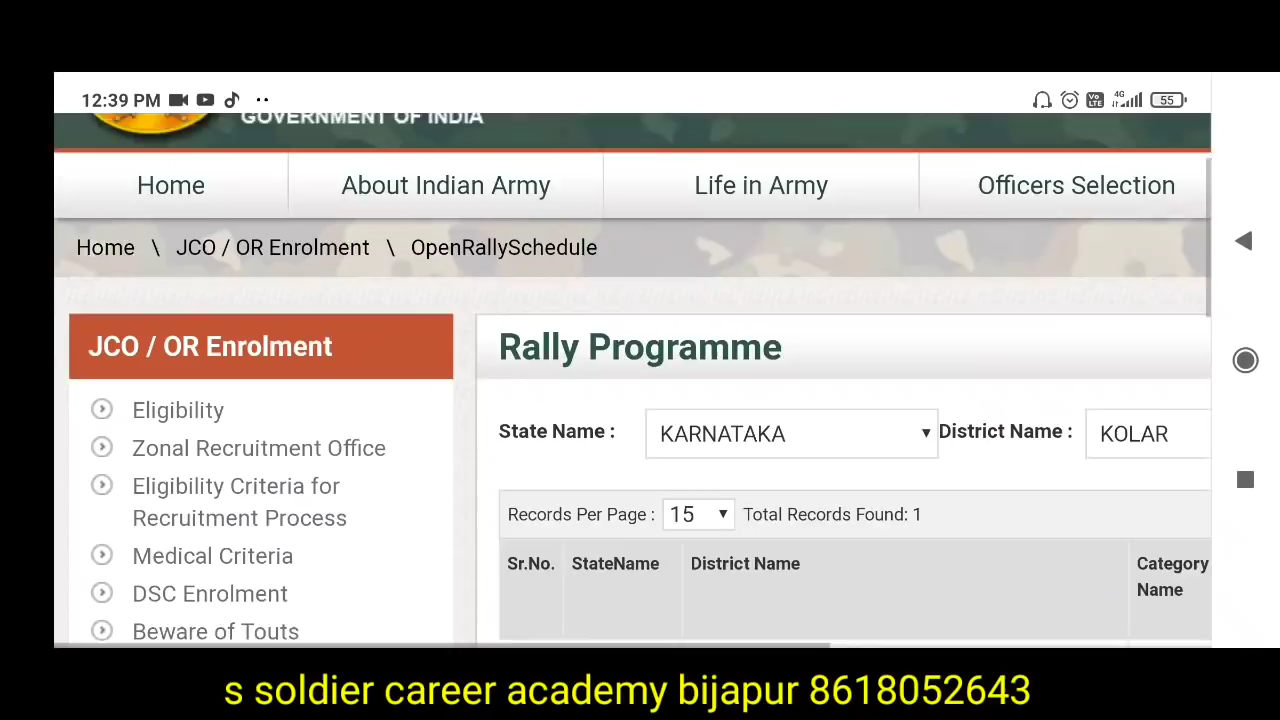 12:39 PM
4G
Vo LTE
55
GOVERNMENT OF INDIA
Home
About Indian Army
Life in Army
Officers Selection
Home \ JCO / OR Enrolment \ OpenRallySchedule
JCO / OR Enrolment
Eligibility
Zonal Recruitment Office
Eligibility Criteria for
Recruitment Process
Medical Criteria
DSC Enrolment
Beware of Touts
Rally Programme
State Name : KARNATAKA District Name : KOLAR
Records Per Page : 15 Total Records Found: 1
Sr.No. StateName District Name Category
Name
s soldier career academy bijapur 8618052643